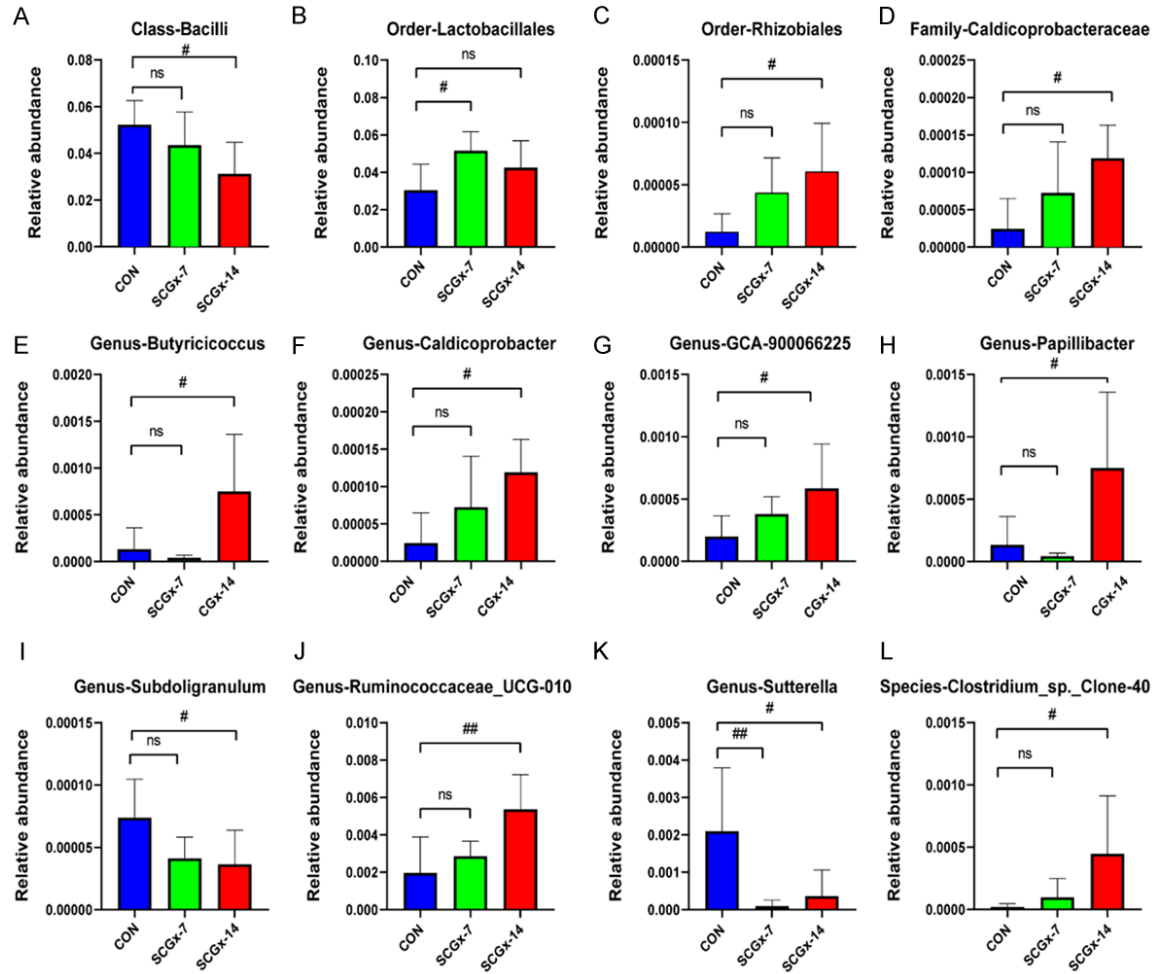 A
Class-Bacilli
Relative abundance
0.08
0.06
0.04
0.02
0.00
#
ns
CON
SCGx-7
SCGx-14
B
Order-Lactobacillales
Relative abundance
0.10
0.08
0.06
0.04
0.02
0.00
ns
#
CON
SCGx-7
SCGx-14
C
Order-Rhizobiales
Relative abundance
0.00015
0.00010
0.00005
0.00000
#
ns
CON
SCGx-7
SCGx-14
D
Family-Caldicoprobacteraceae
Relative abundance
0.00025
0.00020
0.00015
0.00010
0.00005
0.00000
#
ns
CON
SCGx-7
SCGx-14
E
Genus-Butyricicoccus
Relative abundance
0.0020
0.0015
0.0010
0.0005
0.0000
#
ns
CON
SCGx-7
CGx-14
F
Genus-Caldicoprobacter
Relative abundance
0.00025
0.00020
0.00015
0.00010
0.00005
0.00000
#
ns
CON
SCGx-7
CGx-14
G
Genus-GCA-900066225
Relative abundance
0.0015
0.0010
0.0005
0.0000
#
ns
CON
SCGx-7
CGx-14
H
Genus-Papillibacter
Relative abundance
0.0015
0.0010
0.0005
0.0000
#
ns
CON
SCGx-7
CGx-14
I
Genus-Subdoligranulum
Relative abundance
0.00015
0.00010
0.00005
0.00000
#
ns
CON
SCGx-7
SCGx-14
J
Genus-Ruminococcaceae_UCG-010
Relative abundance
0.010
0.008
0.006
0.004
0.002
0.000
##
ns
CON
SCGx-7
SCGx-14
K
Genus-Sutterella
Relative abundance
0.005
0.004
0.003
0.002
0.001
0.000
#
##
CON
SCGx-7
SCGx-14
L
Species-Clostridium_sp._Clone-40
Relative abundance
0.0015
0.0010
0.0005
0.0000
#
ns
CON
SCGx-7
SCGx-14